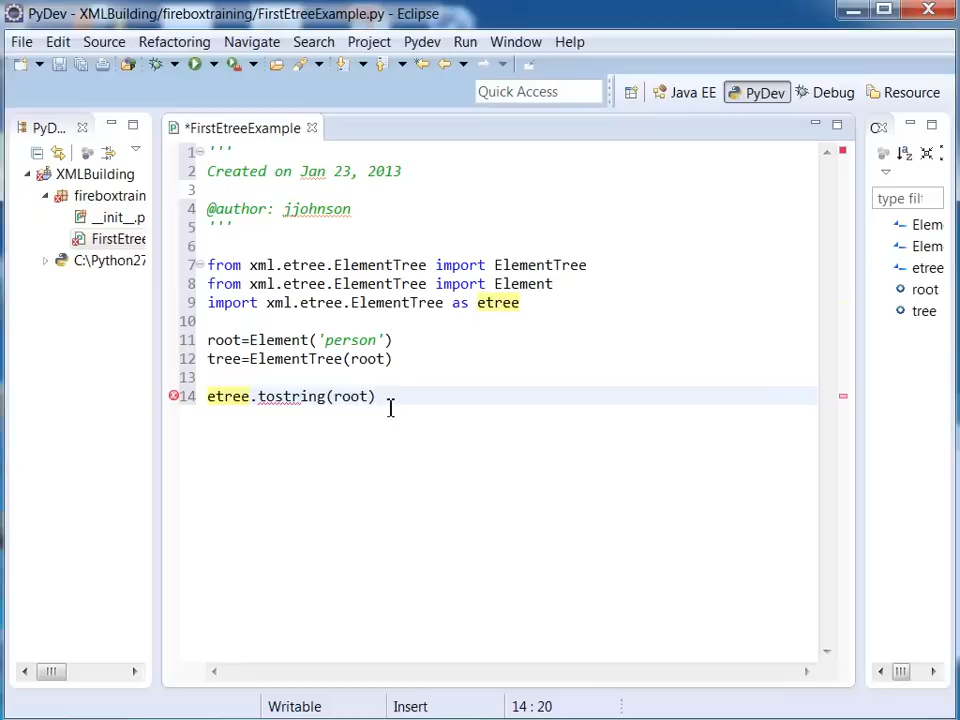 PyDev - XMLBuilding/fireboxtraining/FirstEtreeExample.py - Eclipse
File Edit Source Refactoring Navigate Search Project Pydev Run Window Help
Quick Access
Java EE PyDev Debug Resource
PyD...
*FirstEtreeExample
XMLBuilding
fireboxtrain
__init__.p
FirstEtree
C:\Python27
1 '''
2 Created on Jan 23, 2013
3
4 @author: jjohnson
5 '''
6
7 from xml.etree.ElementTree import ElementTree
8 from xml.etree.ElementTree import Element
9 import xml.etree.ElementTree as etree
10
11 root=Element('person')
12 tree=ElementTree(root)
13
14 etree.tostring(root)
type filt
Elem
Elem
etree
root
tree
Writable Insert 14 : 20